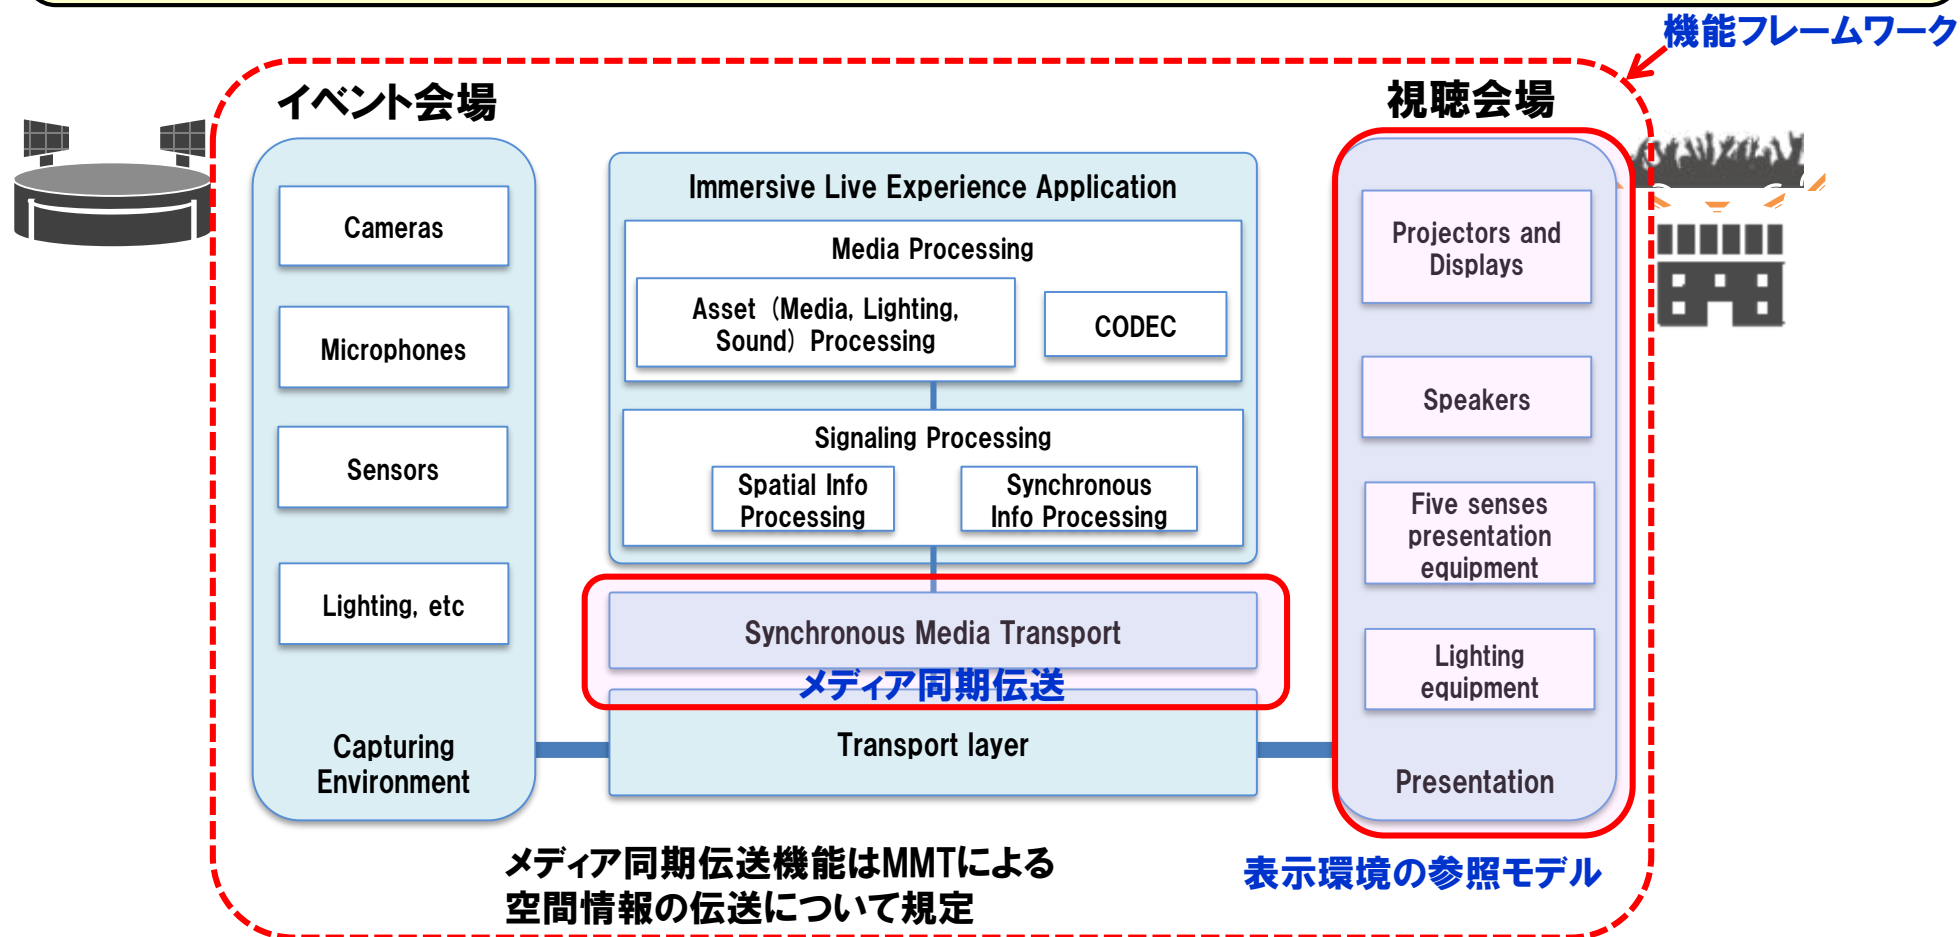 機能フレームワーク
イベント会場
視聴会場
Cameras
Microphones
Sensors
Lighting, etc
Capturing
Environment
Immersive Live Experience Application
Media Processing
Asset (Media, Lighting,
Sound) Processing
CODEC
Signaling Processing
Spatial Info
Processing
Synchronous
Info Processing
Synchronous Media Transport
メディア同期伝送
Transport layer
Projectors and
Displays
Speakers
Five senses
presentation
equipment
Lighting
equipment
Presentation
メディア同期伝送機能はMMTによる
空間情報の伝送について規定
表示環境の参照モデル